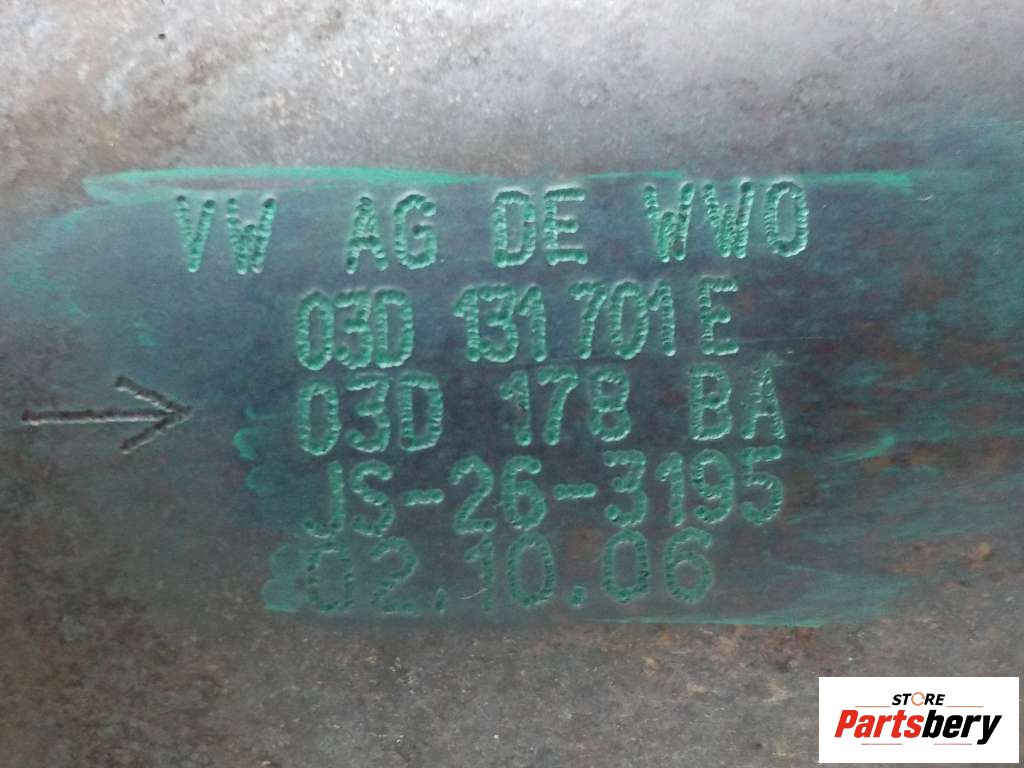 VW AG DE WWO
03D 131 701 E
03D 178 BA
JS-26-3195
02.10.06
STORE
Partsbery